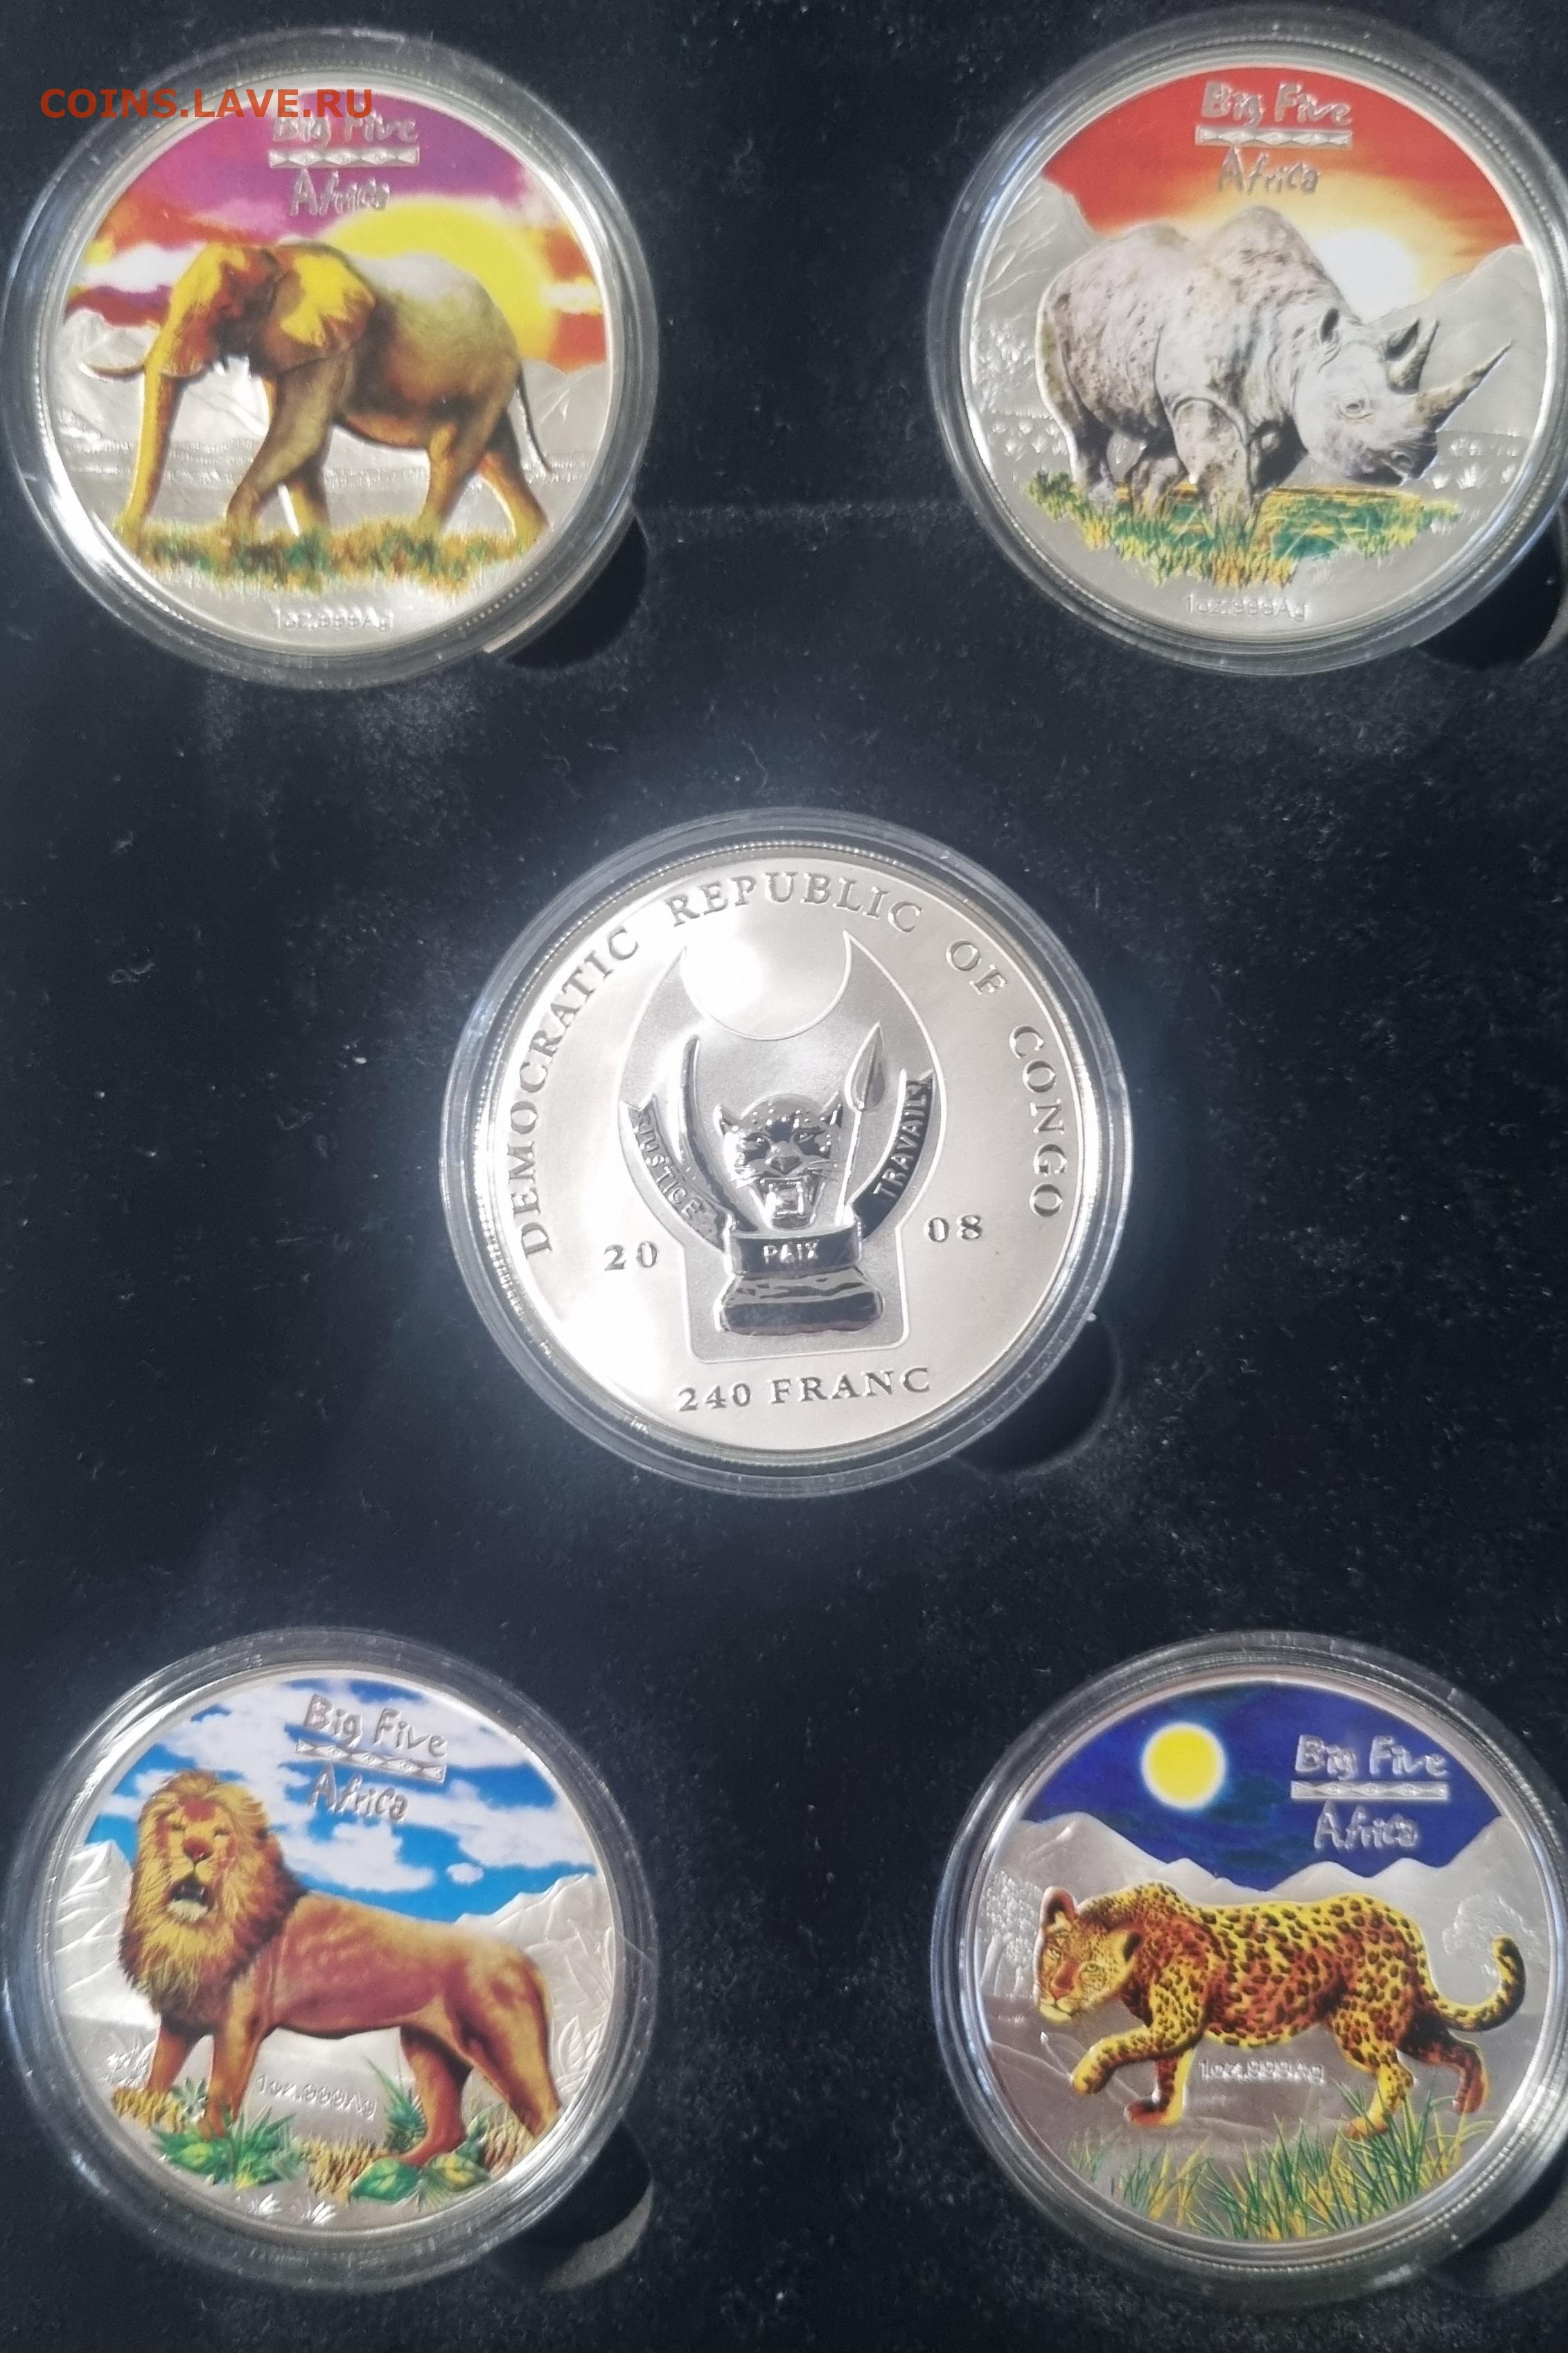 COINS.LAVE.RU
Big Five
Africa
1oz.999Ag
Big Five
Africa
1oz.999Ag
DEMOCRATIC REPUBLIC OF CONGO
JUSTICE
TRAVAIL
PAIX
20 08
240 FRANC
Big Five
Africa
1oz.999Ag
Big Five
Africa
1oz.999Ag